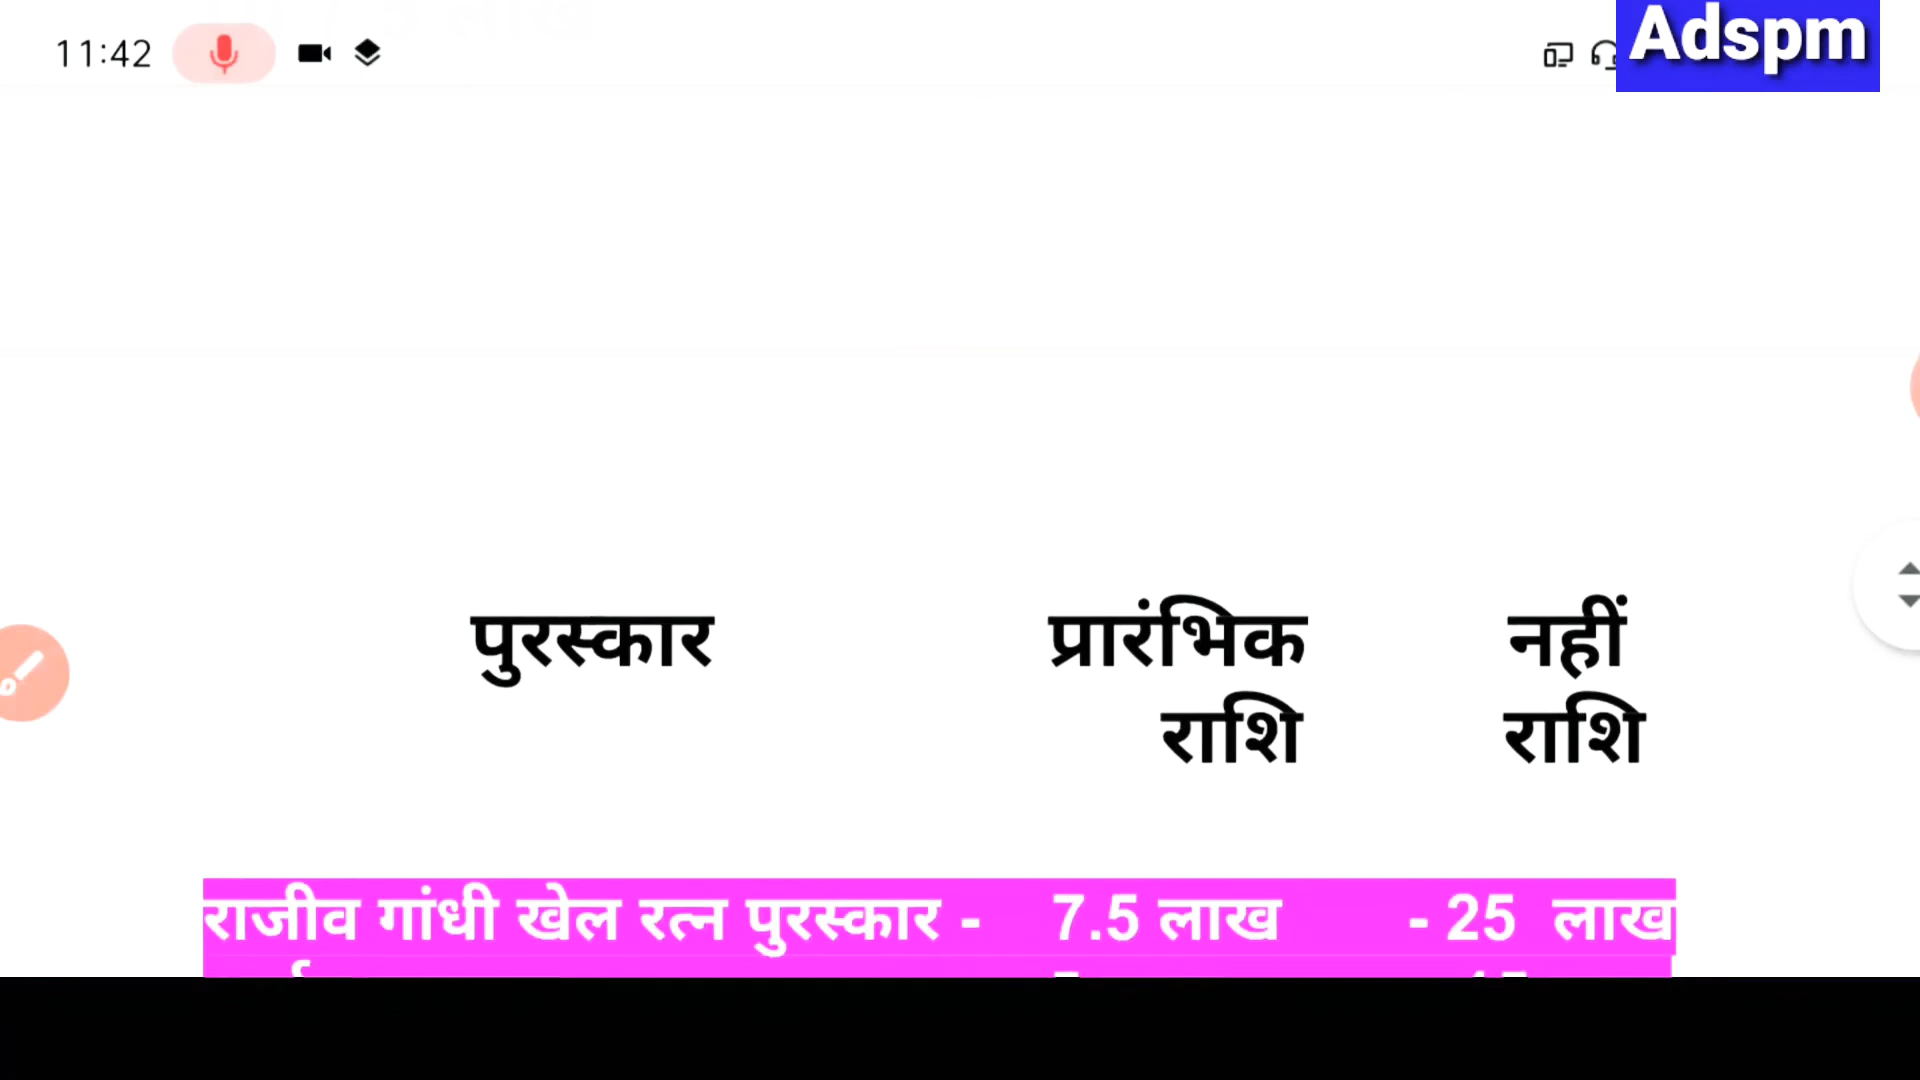 11:42
Adspm
पुरस्कार प्रारंभिक नहीं
राशि राशि
राजीव गांधी खेल रत्न पुरस्कार - 7.5 लाख - 25 लाख